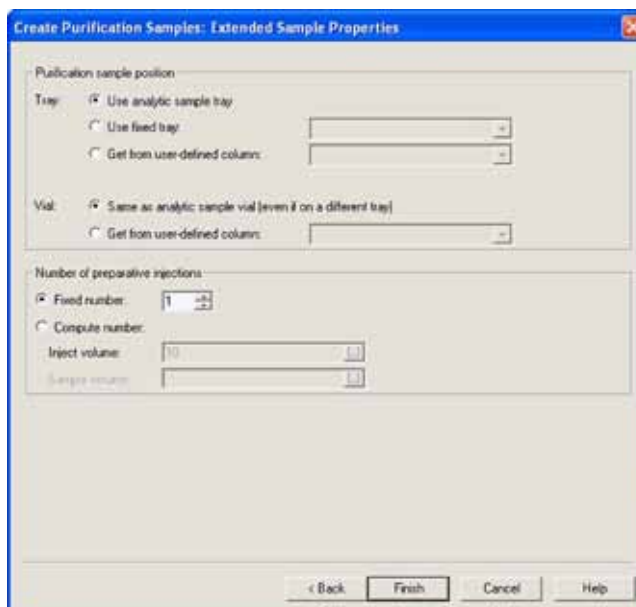 Create Purification Samples: Extended Sample Properties
Purification sample position
Tray: Use analytic sample tray
Use fixed tray:
Get from user-defined column:
Vial: Same as analytic sample vial (even if on a different tray)
Get from user-defined column:
Number of preparative injections
Fixed number: 1
Compute number:
Inject volume: 10
Sample volume:
< Back Finish Cancel Help